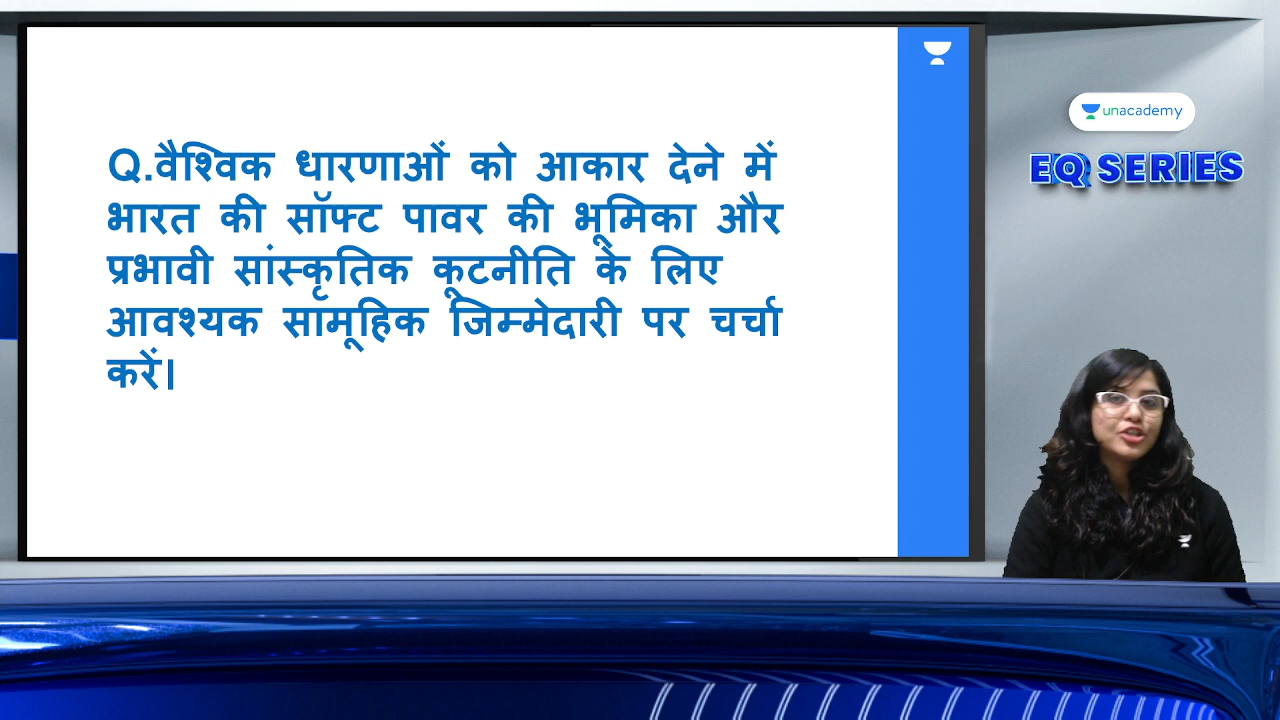 Q.वैश्विक धारणाओं को आकार देने में
भारत की सॉफ्ट पावर की भूमिका और
प्रभावी सांस्कृतिक कूटनीति के लिए
आवश्यक सामूहिक जिम्मेदारी पर चर्चा
करें।
unacademy
EQ SERIES